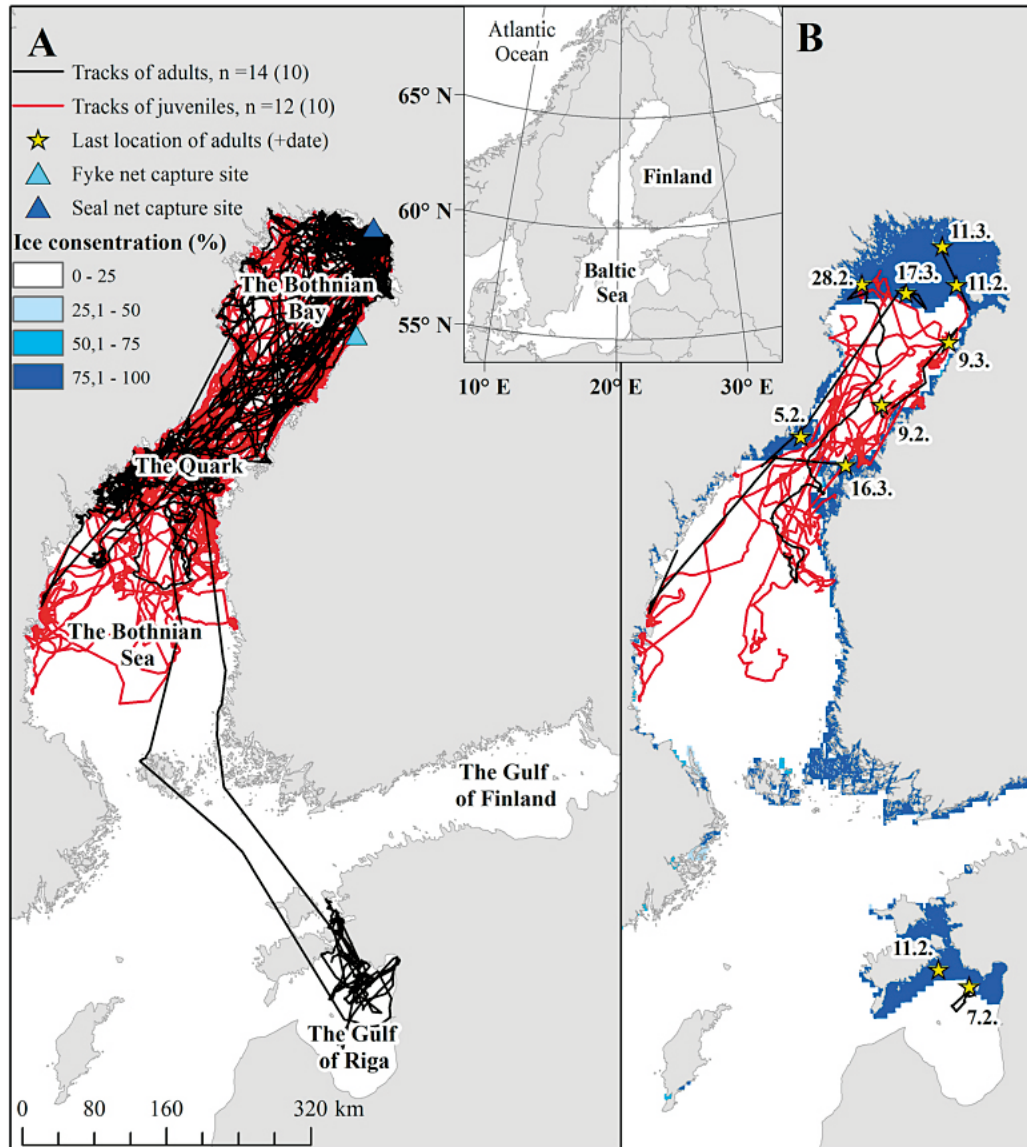 A
Tracks of adults, n =14 (10)
Tracks of juveniles, n =12 (10)
Last location of adults (+date)
Fyke net capture site
Seal net capture site
Ice consentration (%)
0 - 25
25,1 - 50
50,1 - 75
75,1 - 100
The Bothnian
Bay
The Quark
The Bothnian
Sea
The Gulf
of Finland
The Gulf
of Riga
0 80 160 320 km
Atlantic
Ocean
65° N
60° N
55° N
Finland
Baltic
Sea
10° E 20° E 30° E
B
11.3.
28.2.
17.3.
11.2.
9.3.
5.2.
9.2.
16.3.
11.2.
7.2.